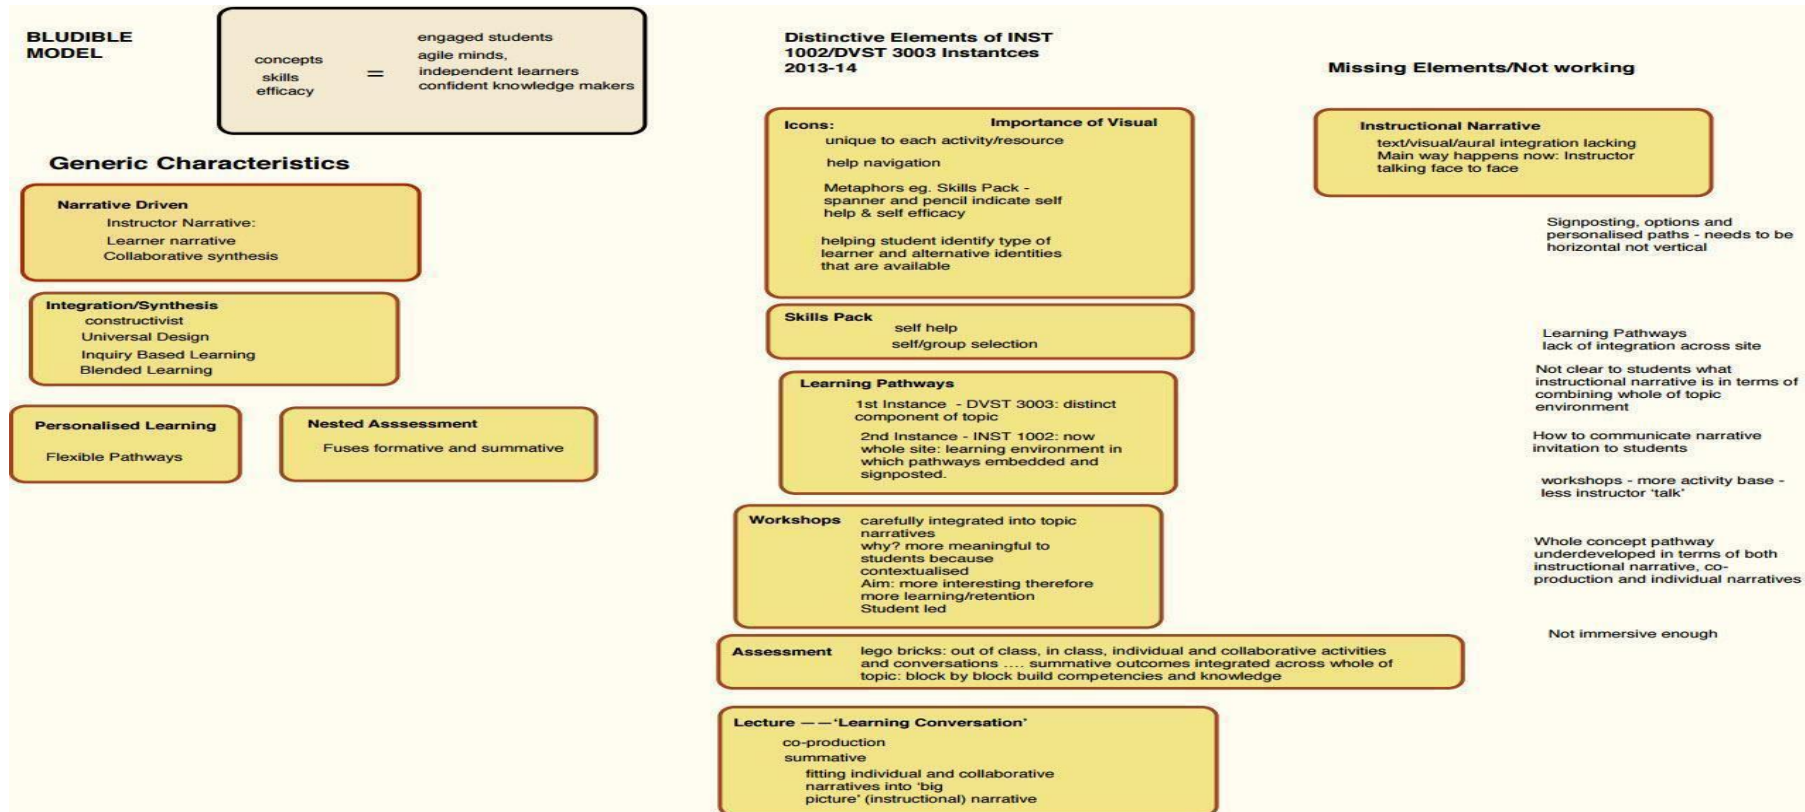 BLUDIBLE
MODEL
concepts
skills
efficacy
=
engaged students
agile minds,
independent learners
confident knowledge makers
Generic Characteristics
Narrative Driven
Instructor Narrative:
Learner narrative
Collaborative synthesis
Integration/Synthesis
constructivist
Universal Design
Inquiry Based Learning
Blended Learning
Personalised Learning
Flexible Pathways
Nested Asssessment
Fuses formative and summative
Distinctive Elements of INST
1002/DVST 3003 Instantces
2013-14
Icons:
Importance of Visual
unique to each activity/resource
help navigation
Metaphors eg. Skills Pack -
spanner and pencil indicate self
help & self efficacy
helping student identify type of
learner and alternative identities
that are available
Skills Pack
self help
self/group selection
Learning Pathways
1st Instance - DVST 3003: distinct
component of topic
2nd Instance - INST 1002: now
whole site: learning environment in
which pathways embedded and
signposted.
Workshops
carefully integrated into topic
narratives
why? more meaningful to
students because
contextualised
Aim: more interesting therefore
more learning/retention
Student led
Assessment
lego bricks: out of class, in class, individual and collaborative activities
and conversations .... summative outcomes integrated across whole of
topic: block by block build competencies and knowledge
Lecture ——‘Learning Conversation’
co-production
summative
fitting individual and collaborative
narratives into ‘big
picture’ (instructional) narrative
Missing Elements/Not working
Instructional Narrative
text/visual/aural integration lacking
Main way happens now: Instructor
talking face to face
Signposting, options and
personalised paths - needs to be
horizontal not vertical
Learning Pathways
lack of integration across site
Not clear to students what
instructional narrative is in terms of
combining whole of topic
environment
How to communicate narrative
invitation to students
workshops - more activity base -
less instructor ‘talk’
Whole concept pathway
underdeveloped in terms of both
instructional narrative, co-
production and individual narratives
Not immersive enough